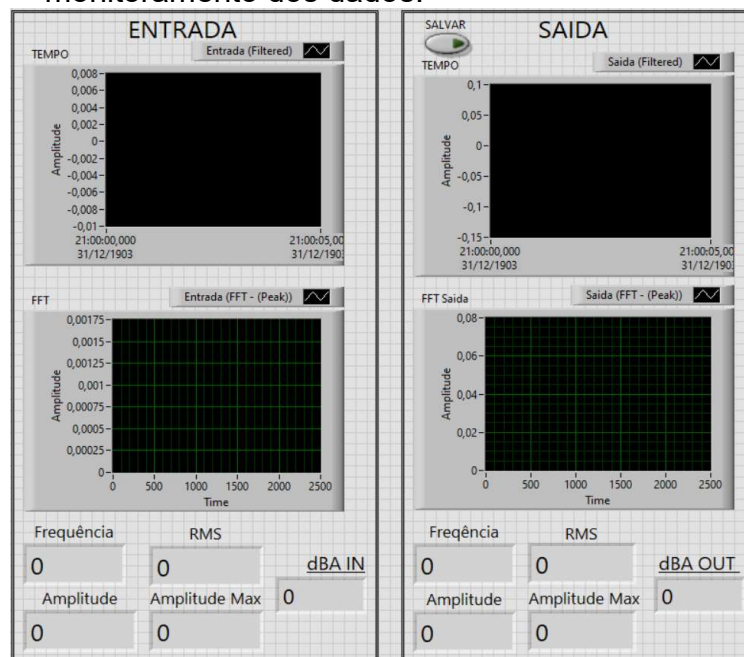 monitoramento dos dados.
ENTRADA
TEMPO
Entrada (Filtered)
0,008
0,006
0,004
0,002
0
-0,002
-0,004
-0,006
-0,008
-0,01
Amplitude
21:00:00,000
31/12/1903
21:00:05,00
31/12/190
FFT
Entrada (FFT - (Peak))
0,00175
0,0015
0,00125
0,001
0,00075
0,0005
0,00025
0
Amplitude
0 500 1000 1500 2000 2500
Time
Frequência
RMS
0
0
dBA IN
0
Amplitude
Amplitude Max
0
0
SALVAR
SAIDA
TEMPO
Saida (Filtered)
0,1
0,05
0
-0,05
-0,1
-0,15
Amplitude
21:00:00,000
31/12/1903
21:00:05,00
31/12/190
FFT Saida
Saida (FFT - (Peak))
0,08
0,06
0,04
0,02
0
Amplitude
0 500 1000 1500 2000 2500
Time
Freqência
RMS
0
0
dBA OUT
0
Amplitude
Amplitude Max
0
0